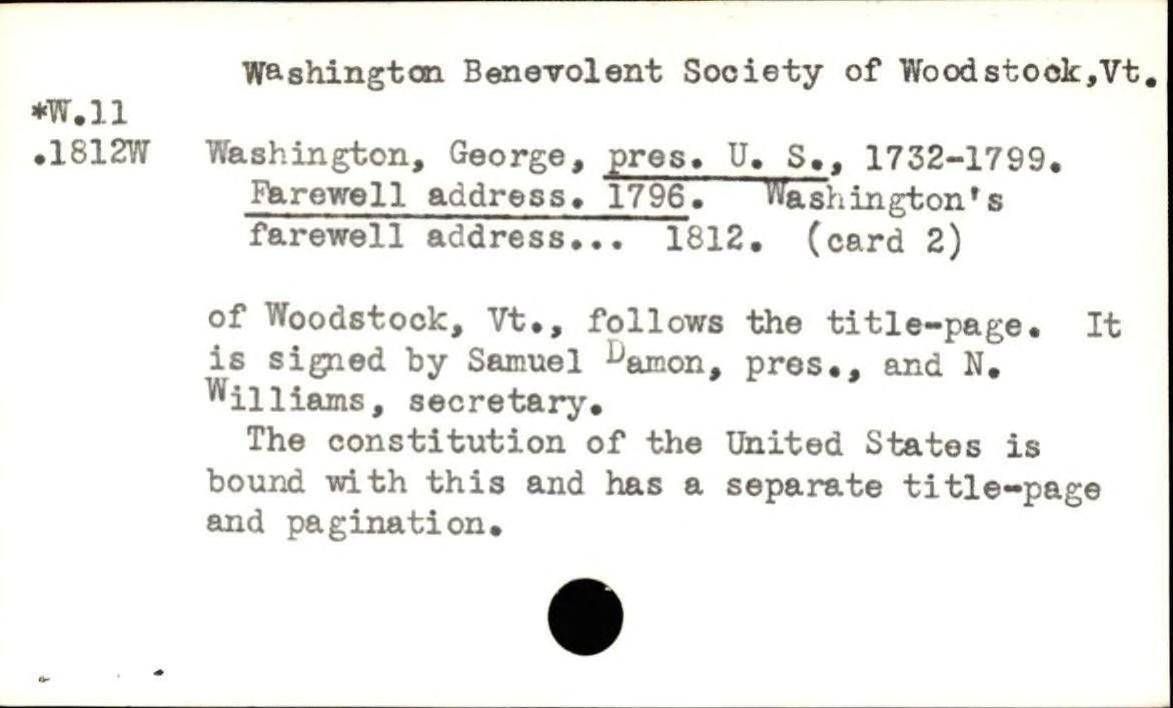 Washington Benevolent Society of Woodstock,Vt.
*W.11
.1812W Washington, George, pres. U. S., 1732-1799.
Farewell address. 1796. Washington's
farewell address... 1812. (card 2)
of Woodstock, Vt., follows the title-page. It
is signed by Samuel Damon, pres., and N.
Williams, secretary.
The constitution of the United States is
bound with this and has a separate title-page
and pagination.